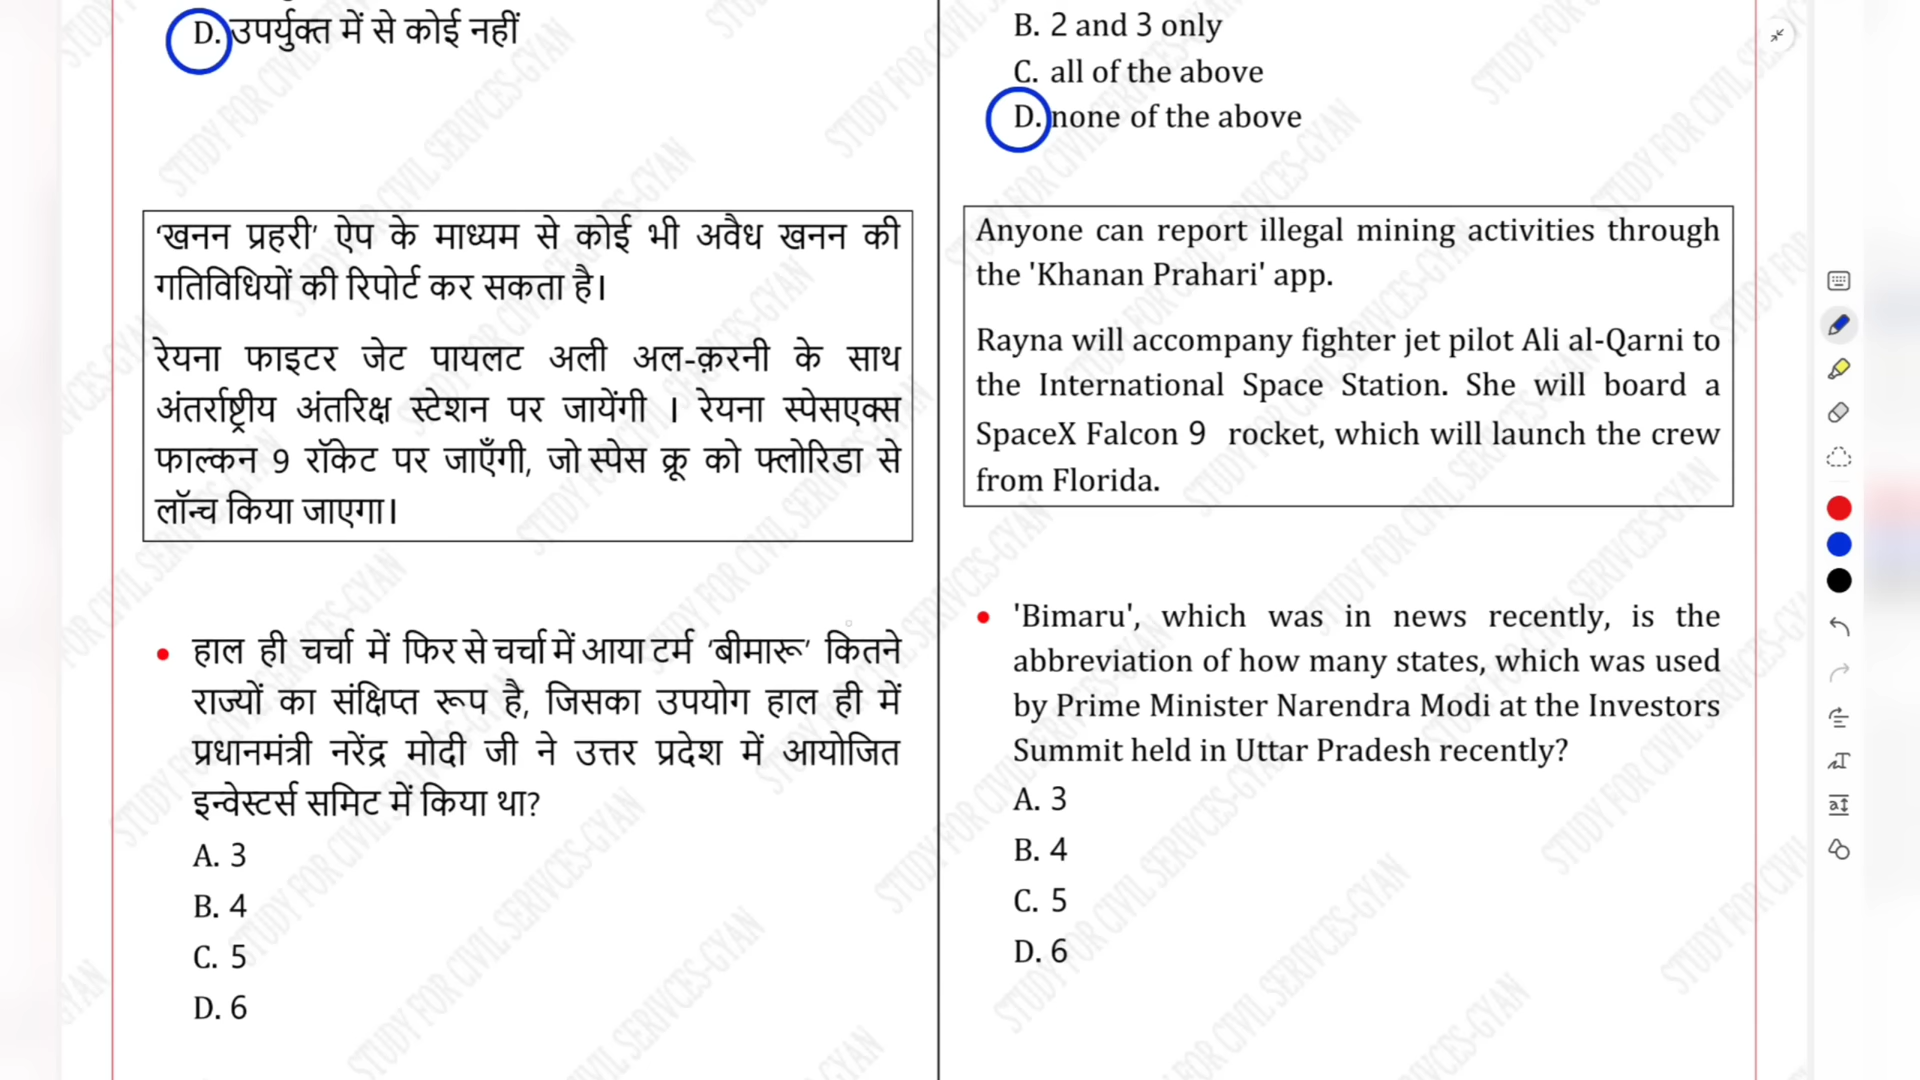 D. उपर्युक्त में से कोई नहीं
‘खनन प्रहरी’ ऐप के माध्यम से कोई भी अवैध खनन की
गतिविधियों की रिपोर्ट कर सकता है।
रेयना फाइटर जेट पायलट अली अल-क़रनी के साथ
अंतर्राष्ट्रीय अंतरिक्ष स्टेशन पर जायेंगी । रेयना स्पेसएक्स
फाल्कन 9 रॉकेट पर जाएँगी, जो स्पेस क्रू को फ्लोरिडा से
लॉन्च किया जाएगा।
• हाल ही चर्चा में फिर से चर्चा में आया टर्म ‘बीमारू’ कितने
राज्यों का संक्षिप्त रूप है, जिसका उपयोग हाल ही में
प्रधानमंत्री नरेंद्र मोदी जी ने उत्तर प्रदेश में आयोजित
इन्वेस्टर्स समिट में किया था?
A. 3
B. 4
C. 5
D. 6
B. 2 and 3 only
C. all of the above
D. none of the above
Anyone can report illegal mining activities through
the 'Khanan Prahari' app.
Rayna will accompany fighter jet pilot Ali al-Qarni to
the International Space Station. She will board a
SpaceX Falcon 9 rocket, which will launch the crew
from Florida.
• 'Bimaru', which was in news recently, is the
abbreviation of how many states, which was used
by Prime Minister Narendra Modi at the Investors
Summit held in Uttar Pradesh recently?
A. 3
B. 4
C. 5
D. 6
STUDY FOR CIVIL SERIVCES-GYAN